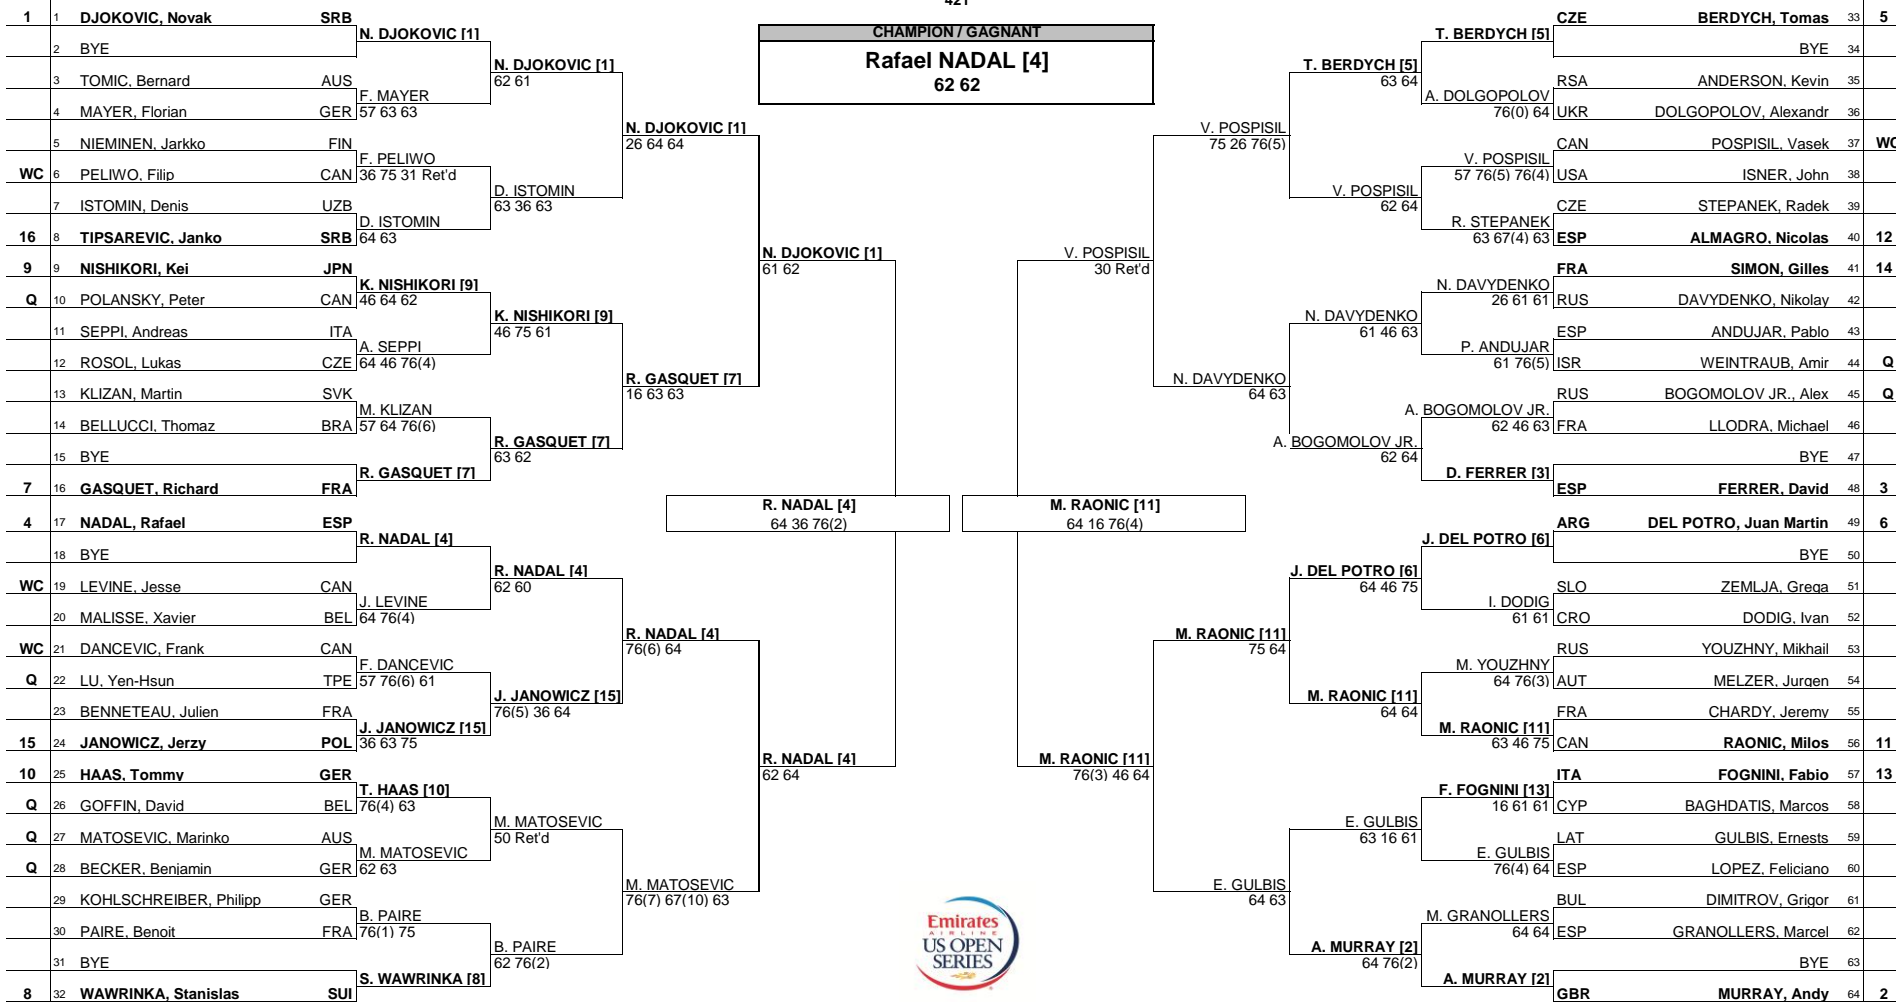 421
CHAMPION / GAGNANT
Rafael NADAL [4]
62 62
1 1 DJOKOVIC, Novak SRB
2 BYE
3 TOMIC, Bernard AUS
4 MAYER, Florian GER
5 NIEMINEN, Jarkko FIN
WC 6 PELIWO, Filip CAN
7 ISTOMIN, Denis UZB
16 8 TIPSAREVIC, Janko SRB
9 9 NISHIKORI, Kei JPN
Q 10 POLANSKY, Peter CAN
11 SEPPI, Andreas ITA
12 ROSOL, Lukas CZE
13 KLIZAN, Martin SVK
14 BELLUCCI, Thomaz BRA
15 BYE
7 16 GASQUET, Richard FRA
4 17 NADAL, Rafael ESP
18 BYE
WC 19 LEVINE, Jesse CAN
20 MALISSE, Xavier BEL
WC 21 DANCEVIC, Frank CAN
Q 22 LU, Yen-Hsun TPE
23 BENNETEAU, Julien FRA
15 24 JANOWICZ, Jerzy POL
10 25 HAAS, Tommy GER
Q 26 GOFFIN, David BEL
Q 27 MATOSEVIC, Marinko AUS
Q 28 BECKER, Benjamin GER
29 KOHLSCHREIBER, Philipp GER
30 PAIRE, Benoit FRA
31 BYE
8 32 WAWRINKA, Stanislas SUI
N. DJOKOVIC [1]
F. MAYER
57 63 63
F. PELIWO
36 75 31 Ret'd
D. ISTOMIN
64 63
K. NISHIKORI [9]
46 64 62
A. SEPPI
64 46 76(4)
M. KLIZAN
57 64 76(6)
R. GASQUET [7]
R. NADAL [4]
J. LEVINE
64 76(4)
F. DANCEVIC
57 76(6) 61
J. JANOWICZ [15]
36 63 75
T. HAAS [10]
76(4) 63
M. MATOSEVIC
62 63
B. PAIRE
76(1) 75
S. WAWRINKA [8]
N. DJOKOVIC [1]
62 61
D. ISTOMIN
63 36 63
K. NISHIKORI [9]
46 75 61
R. GASQUET [7]
63 62
R. NADAL [4]
62 60
J. JANOWICZ [15]
76(5) 36 64
M. MATOSEVIC
50 Ret'd
B. PAIRE
62 76(2)
N. DJOKOVIC [1]
26 64 64
R. GASQUET [7]
16 63 63
R. NADAL [4]
76(6) 64
M. MATOSEVIC
76(7) 67(10) 63
N. DJOKOVIC [1]
61 62
R. NADAL [4]
62 64
R. NADAL [4]
64 36 76(2)
M. RAONIC [11]
64 16 76(4)
V. POSPISIL
30 Ret'd
M. RAONIC [11]
76(3) 46 64
V. POSPISIL
75 26 76(5)
N. DAVYDENKO
64 63
M. RAONIC [11]
75 64
E. GULBIS
64 63
T. BERDYCH [5]
63 64
V. POSPISIL
62 64
N. DAVYDENKO
61 46 63
A. BOGOMOLOV JR.
62 64
J. DEL POTRO [6]
64 46 75
M. RAONIC [11]
64 64
E. GULBIS
63 16 61
A. MURRAY [2]
64 76(2)
T. BERDYCH [5]
A. DOLGOPOLOV
76(0) 64
V. POSPISIL
57 76(5) 76(4)
R. STEPANEK
63 67(4) 63
N. DAVYDENKO
26 61 61
P. ANDUJAR
61 76(5)
A. BOGOMOLOV JR.
62 46 63
D. FERRER [3]
J. DEL POTRO [6]
I. DODIG
61 61
M. YOUZHNY
64 76(3)
M. RAONIC [11]
63 46 75
F. FOGNINI [13]
16 61 61
E. GULBIS
76(4) 64
M. GRANOLLERS
64 64
A. MURRAY [2]
CZE BERDYCH, Tomas 33 5
BYE 34
RSA ANDERSON, Kevin 35
UKR DOLGOPOLOV, Alexandr 36
CAN POSPISIL, Vasek 37 WC
USA ISNER, John 38
CZE STEPANEK, Radek 39
ESP ALMAGRO, Nicolas 40 12
FRA SIMON, Gilles 41 14
RUS DAVYDENKO, Nikolay 42
ESP ANDUJAR, Pablo 43
ISR WEINTRAUB, Amir 44 Q
RUS BOGOMOLOV JR., Alex 45 Q
FRA LLODRA, Michael 46
BYE 47
ESP FERRER, David 48 3
ARG DEL POTRO, Juan Martin 49 6
BYE 50
SLO ZEMLJA, Grega 51
CRO DODIG, Ivan 52
RUS YOUZHNY, Mikhail 53
AUT MELZER, Jurgen 54
FRA CHARDY, Jeremy 55
CAN RAONIC, Milos 56 11
ITA FOGNINI, Fabio 57 13
CYP BAGHDATIS, Marcos 58
LAT GULBIS, Ernests 59
ESP LOPEZ, Feliciano 60
BUL DIMITROV, Grigor 61
ESP GRANOLLERS, Marcel 62
BYE 63
GBR MURRAY, Andy 64 2
Emirates
AIRLINE
US OPEN
SERIES